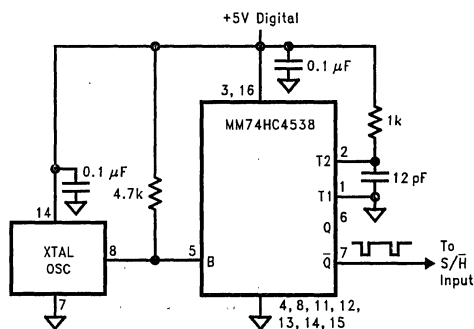 +5V Digital
0.1 µF
3, 16
MM74HC4538
1k
T2
2
12 pF
T1
1
0.1 µF
4.7k
14
Q
6
XTAL
OSC
8
5
B
Q̅
7
To
S/H̅
Input
7
4, 8, 11, 12,
13, 14, 15